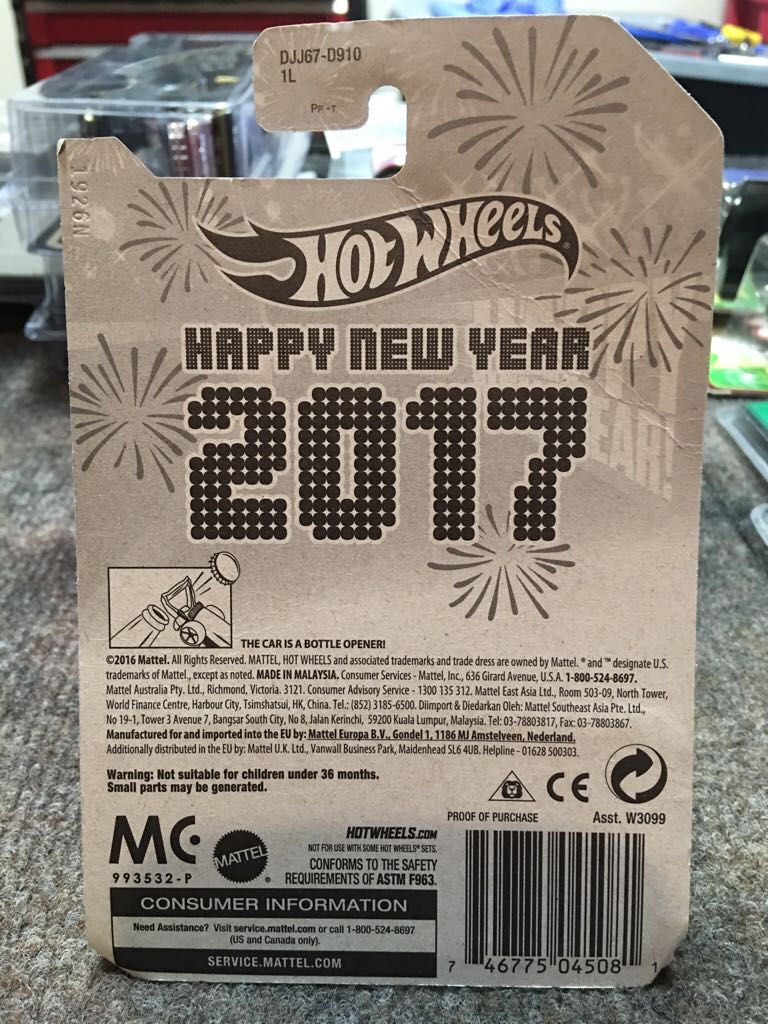 DJJ67-D910
1L
PP -T
1926N
HOT WHEELS®
HAPPY NEW YEAR
2017
EAR!
THE CAR IS A BOTTLE OPENER!
©2016 Mattel. All Rights Reserved. MATTEL, HOT WHEELS and associated trademarks and trade dress are owned by Mattel. ® and ™ designate U.S.
trademarks of Mattel, except as noted. MADE IN MALAYSIA. Consumer Services - Mattel, Inc., 636 Girard Avenue, U.S.A. 1-800-524-8697.
Mattel Australia Pty. Ltd., Richmond, Victoria. 3121. Consumer Advisory Service - 1300 135 312. Mattel East Asia Ltd., Room 503-09, North Tower,
World Finance Centre, Harbour City, Tsimshatsui, HK, China. Tel.: (852) 3185-6500. Diimport & Diedarkan Oleh: Mattel Southeast Asia Pte. Ltd.,
No 19-1, Tower 3 Avenue 7, Bangsar South City, No 8, Jalan Kerinchi, 59200 Kuala Lumpur, Malaysia. Tel: 03-78803817, Fax: 03-78803867.
Manufactured for and imported into the EU by: Mattel Europa B.V., Gondel 1, 1186 MJ Amstelveen, Nederland.
Additionally distributed in the EU by: Mattel U.K. Ltd., Vanwall Business Park, Maidenhead SL6 4UB. Helpline - 01628 500303.
Warning: Not suitable for children under 36 months.
Small parts may be generated.
CE
MC
993532-P
MATTEL®
HOTWHEELS.COM
NOT FOR USE WITH SOME HOT WHEELS® SETS.
CONFORMS TO THE SAFETY
REQUIREMENTS OF ASTM F963.
PROOF OF PURCHASE
Asst. W3099
CONSUMER INFORMATION
Need Assistance? Visit service.mattel.com or call 1-800-524-8697
(US and Canada only).
SERVICE.MATTEL.COM
7 46775 04508 1